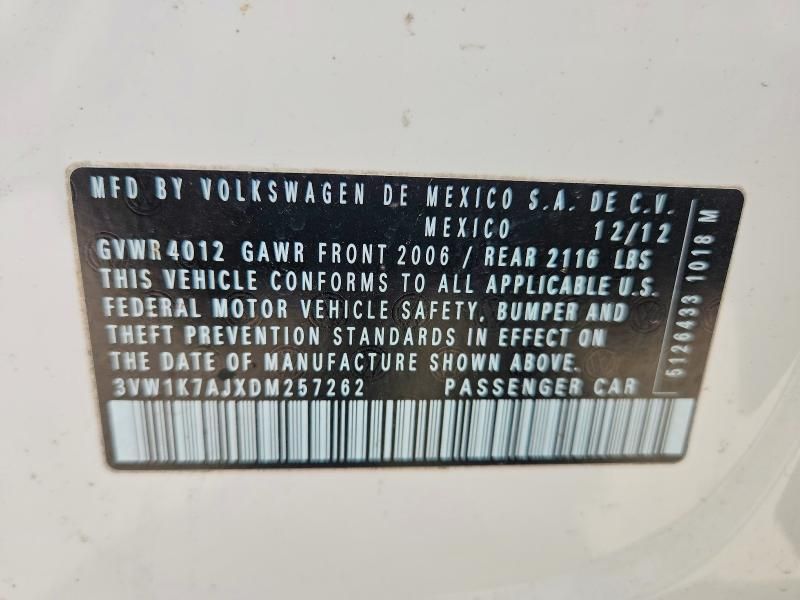 MFD BY VOLKSWAGEN DE MEXICO S.A. DE C.V.
MEXICO 12/12
GVWR 4012 GAWR FRONT 2006 / REAR 2116 LBS
THIS VEHICLE CONFORMS TO ALL APPLICABLE U.S.
FEDERAL MOTOR VEHICLE SAFETY, BUMPER AND
THEFT PREVENTION STANDARDS IN EFFECT ON
THE DATE OF MANUFACTURE SHOWN ABOVE.
3VW1K7AJXDM257262 PASSENGER CAR
5126433 1018 M